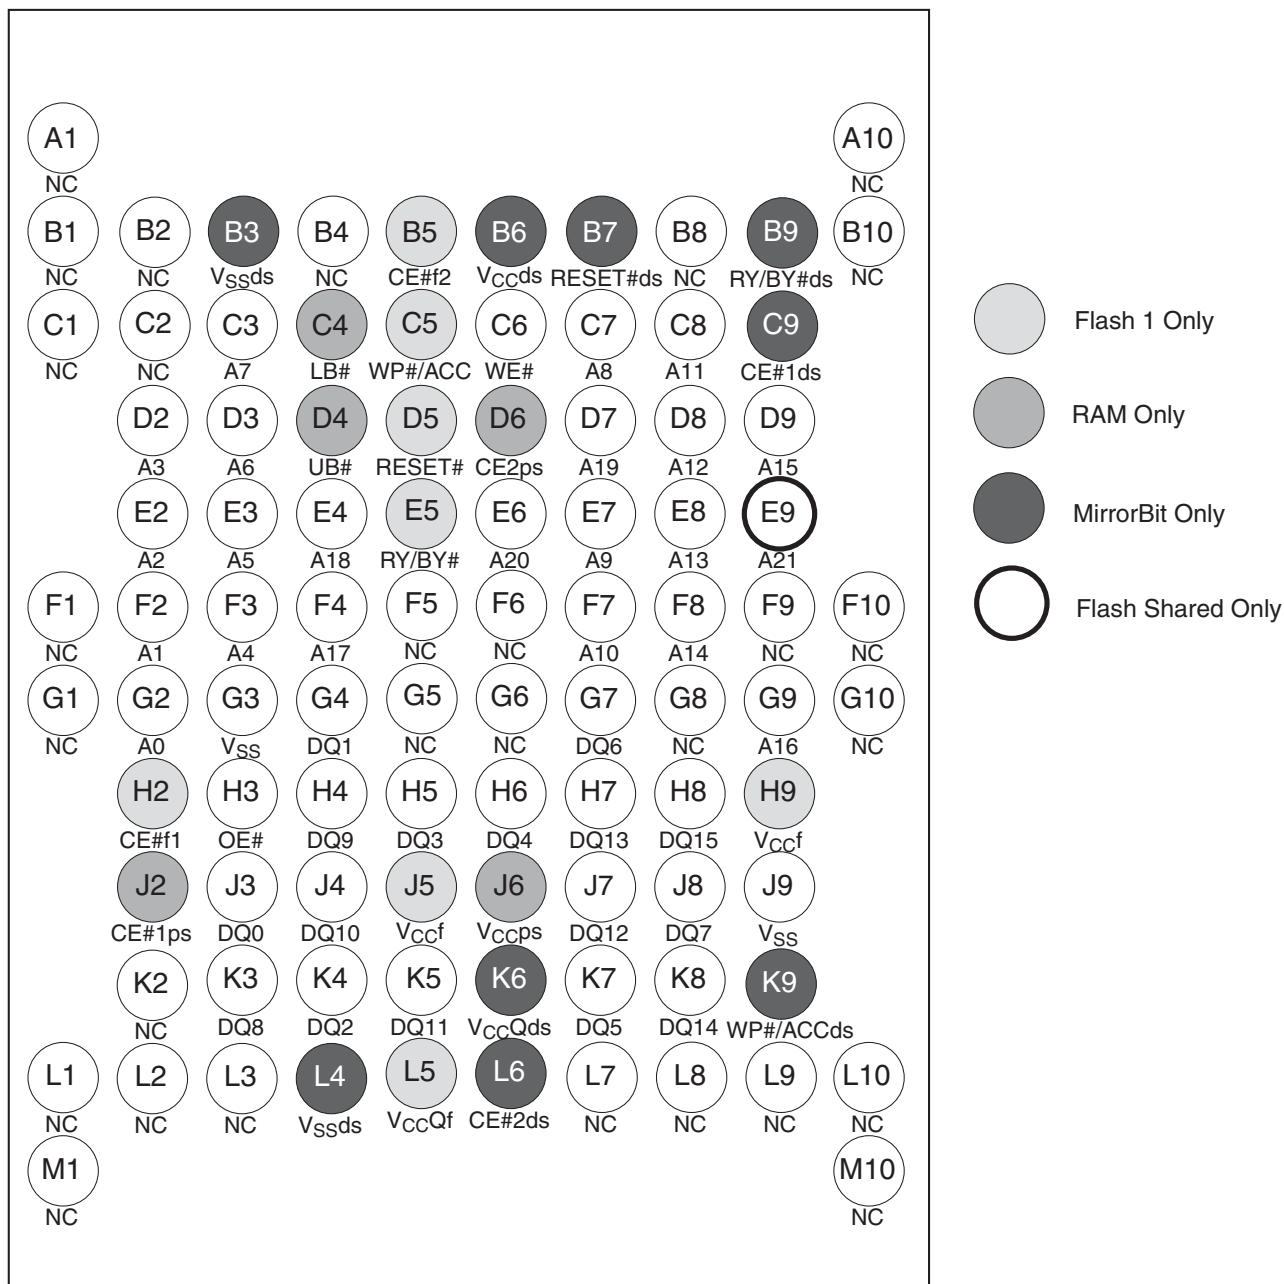 A1 A10
NC NC
B1 B2 B3 B4 B5 B6 B7 B8 B9 B10
NC NC VSSds NC CE#f2 VCCds RESET#ds NC RY/BY#ds NC
C1 C2 C3 C4 C5 C6 C7 C8 C9
NC NC A7 LB# WP#/ACC WE# A8 A11 CE#1ds
D2 D3 D4 D5 D6 D7 D8 D9
A3 A6 UB# RESET# CE2ps A19 A12 A15
E2 E3 E4 E5 E6 E7 E8 E9
A2 A5 A18 RY/BY# A20 A9 A13 A21
F1 F2 F3 F4 F5 F6 F7 F8 F9 F10
NC A1 A4 A17 NC NC A10 A14 NC NC
G1 G2 G3 G4 G5 G6 G7 G8 G9 G10
NC A0 VSS DQ1 NC NC DQ6 NC A16 NC
H2 H3 H4 H5 H6 H7 H8 H9
CE#f1 OE# DQ9 DQ3 DQ4 DQ13 DQ15 VCCf
J2 J3 J4 J5 J6 J7 J8 J9
CE#1ps DQ0 DQ10 VCCf VCCps DQ12 DQ7 VSS
K2 K3 K4 K5 K6 K7 K8 K9
NC DQ8 DQ2 DQ11 VCCQds DQ5 DQ14 WP#/ACCds
L1 L2 L3 L4 L5 L6 L7 L8 L9 L10
NC NC NC VSSds VCCQf CE#2ds NC NC NC NC
M1 M10
NC NC
Flash 1 Only
RAM Only
MirrorBit Only
Flash Shared Only